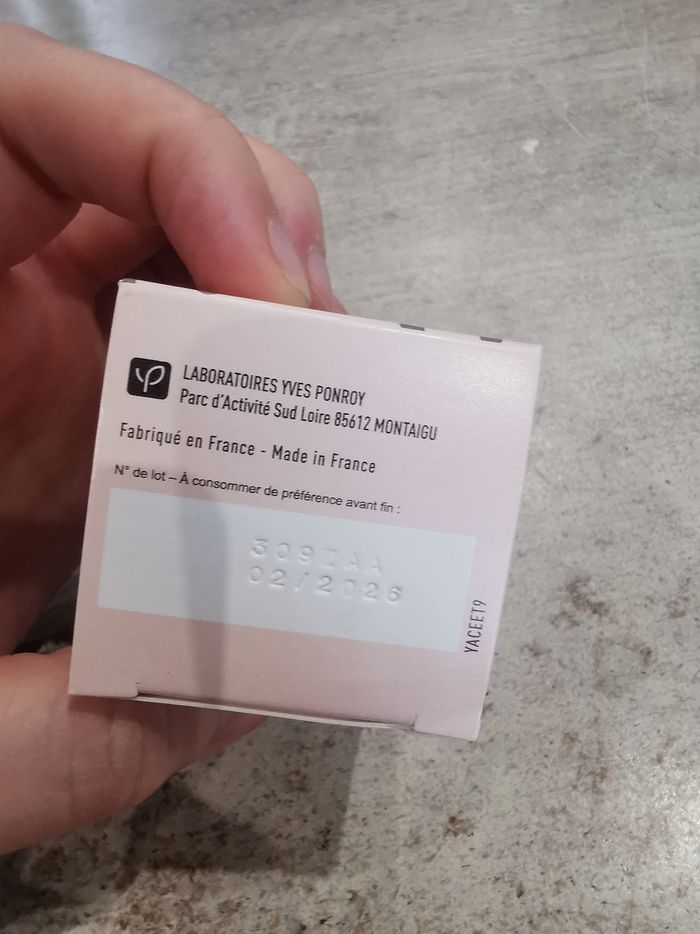 LABORATOIRES YVES PONROY
Parc d'Activité Sud Loire 85612 MONTAIGU
Fabriqué en France - Made in France
N° de lot – À consommer de préférence avant fin :
02/2026
YACEET9